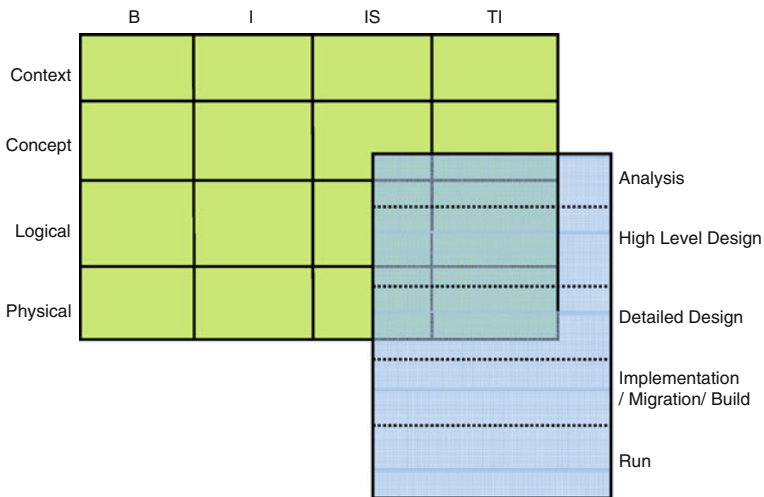 B I IS TI
Context
Concept
Logical
Physical
Analysis
High Level Design
Detailed Design
Implementation
/ Migration/ Build
Run